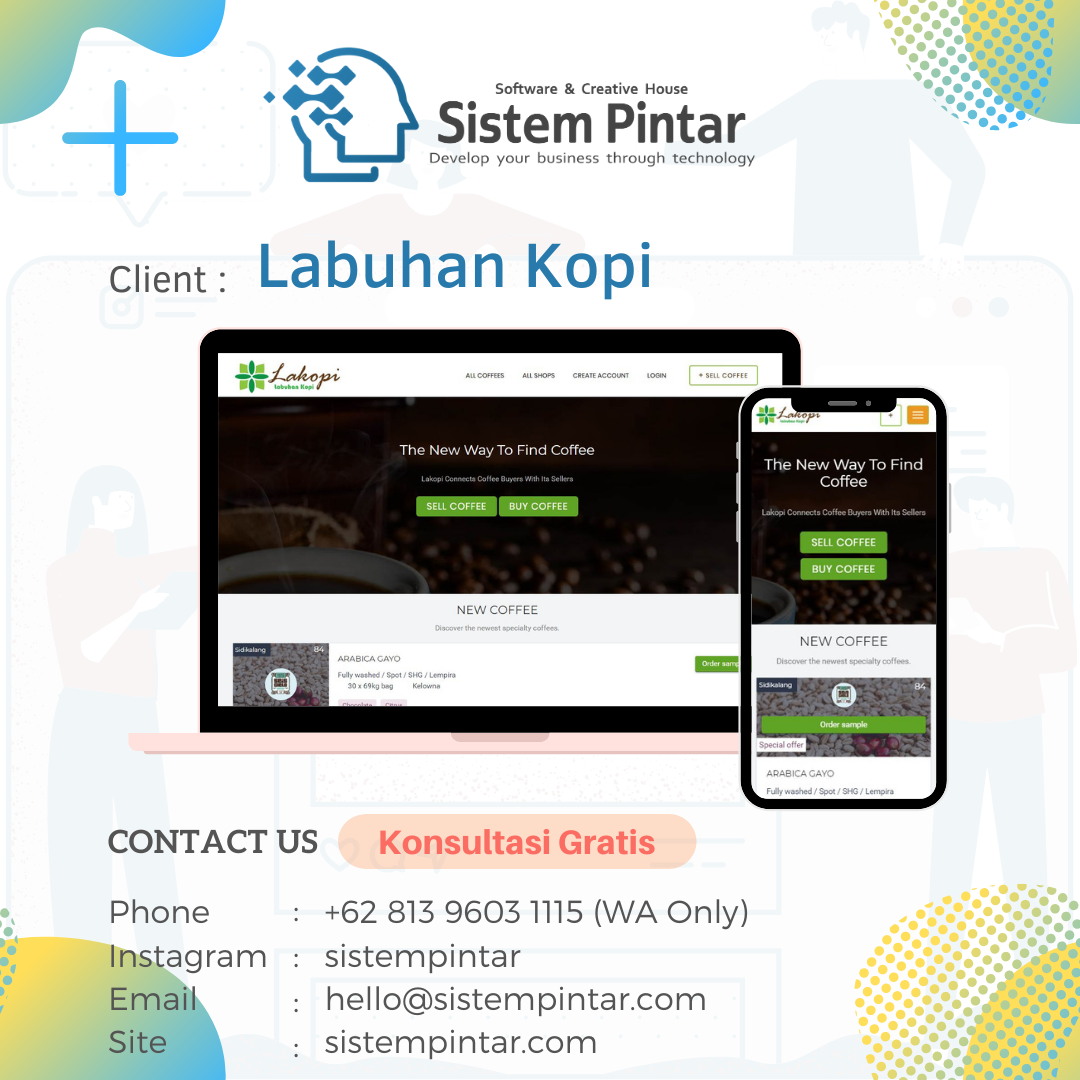 Software & Creative House
Sistem Pintar
Develop your business through technology
Client : Labuhan Kopi
Lakopi
labuhan Kopi
ALL COFFEES ALL SHOPS CREATE ACCOUNT LOGIN + SELL COFFEE
The New Way To Find Coffee
Lakopi Connects Coffee Buyers With Its Sellers
SELL COFFEE BUY COFFEE
NEW COFFEE
Discover the newest specialty coffees.
Sidikalang 84
ARABICA GAYO
Order samp
Fully washed / Spot / SHG / Lempira
30 x 69kg bag Kelowna
Chocolate Citrus
Lakopi
labuhan Kopi
+
The New Way To Find
Coffee
Lakopi Connects Coffee Buyers With Its Sellers
SELL COFFEE
BUY COFFEE
NEW COFFEE
Discover the newest specialty coffees.
Sidikalang 84
Order sample
Special offer
ARABICA GAYO
Fully washed / Spot / SHG / Lempira
CONTACT US Konsultasi Gratis
Phone : +62 813 9603 1115 (WA Only)
Instagram : sistempintar
Email : hello@sistempintar.com
Site : sistempintar.com